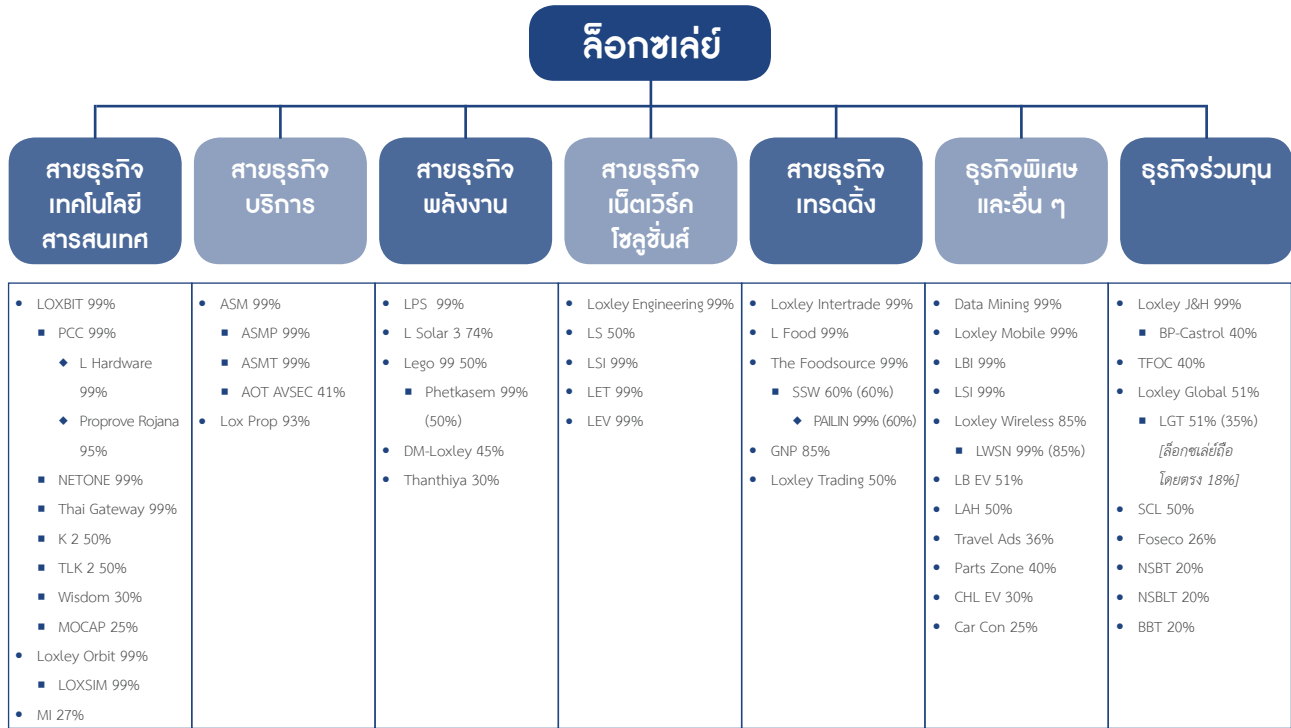 ล็อกซเล่ย์
สายธุรกิจ
เทคโนโลยี
สารสนเทศ
สายธุรกิจ
บริการ
สายธุรกิจ
พลังงาน
สายธุรกิจ
เน็ตเวิร์ค
โซลูชั่นส์
สายธุรกิจ
เทรดดิ้ง
ธุรกิจพิเศษ
และอื่น ๆ
ธุรกิจร่วมทุน
• LOXBIT 99%
▪ PCC 99%
◆ L Hardware
99%
◆ Proprove Rojana
95%
▪ NETONE 99%
▪ Thai Gateway 99%
▪ K 2 50%
▪ TLK 2 50%
▪ Wisdom 30%
▪ MOCAP 25%
• Loxley Orbit 99%
▪ LOXSIM 99%
• MI 27%
• ASM 99%
▪ ASMP 99%
▪ ASMT 99%
▪ AOT AVSEC 41%
• Lox Prop 93%
• LPS 99%
• L Solar 3 74%
• Lego 99 50%
▪ Phetkasem 99%
(50%)
• DM-Loxley 45%
• Thanthiya 30%
• Loxley Engineering 99%
• LS 50%
• LSI 99%
• LET 99%
• LEV 99%
• Loxley Intertrade 99%
• L Food 99%
• The Foodsource 99%
▪ SSW 60% (60%)
◆ PAILIN 99% (60%)
• GNP 85%
• Loxley Trading 50%
• Data Mining 99%
• Loxley Mobile 99%
• LBI 99%
• LSI 99%
• Loxley Wireless 85%
▪ LWSN 99% (85%)
• LB EV 51%
• LAH 50%
• Travel Ads 36%
• Parts Zone 40%
• CHL EV 30%
• Car Con 25%
• Loxley J&H 99%
▪ BP-Castrol 40%
• TFOC 40%
• Loxley Global 51%
▪ LGT 51% (35%)
[ล็อกซเล่ย์ถือ
โดยตรง 18%]
• SCL 50%
• Foseco 26%
• NSBT 20%
• NSBLT 20%
• BBT 20%